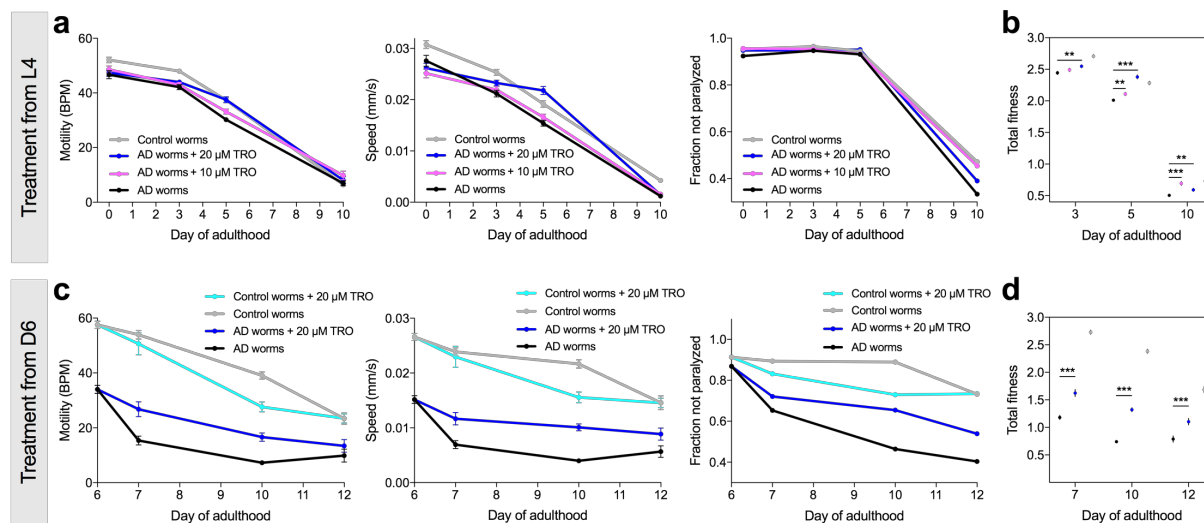 Treatment from L4
a
Motility (BPM)
60
40
20
0
Control worms
AD worms + 20 µM TRO
AD worms + 10 µM TRO
AD worms
0 1 2 3 4 5 6 7 8 9 10
Day of adulthood
Speed (mm/s)
0.03
0.02
0.01
0.00
Control worms
AD worms + 20 µM TRO
AD worms + 10 µM TRO
AD worms
0 1 2 3 4 5 6 7 8 9 10
Day of adulthood
Fraction not paralyzed
1.0
0.8
0.6
0.4
Control worms
AD worms + 20 µM TRO
AD worms + 10 µM TRO
AD worms
0 1 2 3 4 5 6 7 8 9 10
Day of adulthood
b
Total fitness
3.0
2.5
2.0
1.5
1.0
0.5
**
***
**
**
***
3 5 10
Day of adulthood
Treatment from D6
c
Motility (BPM)
60
40
20
0
Control worms + 20 µM TRO
Control worms
AD worms + 20 µM TRO
AD worms
6 7 8 9 10 11 12
Day of adulthood
Speed (mm/s)
0.03
0.02
0.01
0.00
Control worms + 20 µM TRO
Control worms
AD worms + 20 µM TRO
AD worms
6 7 8 9 10 11 12
Day of adulthood
Fraction not paralyzed
1.0
0.8
0.6
0.4
Control worms + 20 µM TRO
Control worms
AD worms + 20 µM TRO
AD worms
6 7 8 9 10 11 12
Day of adulthood
d
Total fitness
3.0
2.5
2.0
1.5
1.0
0.5
***
***
***
7 10 12
Day of adulthood